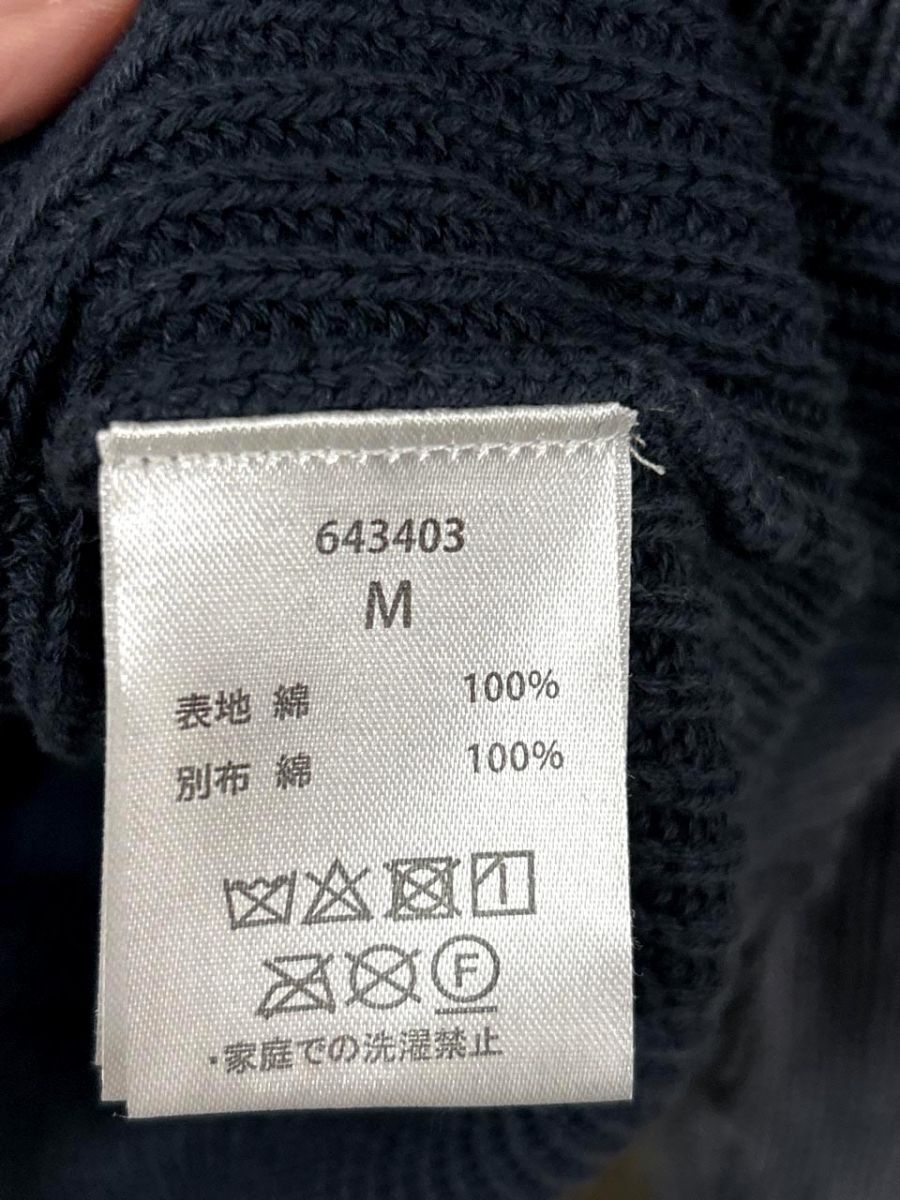 643403
M
表地 綿 100%
別布 綿 100%
F
・家庭での洗濯禁止